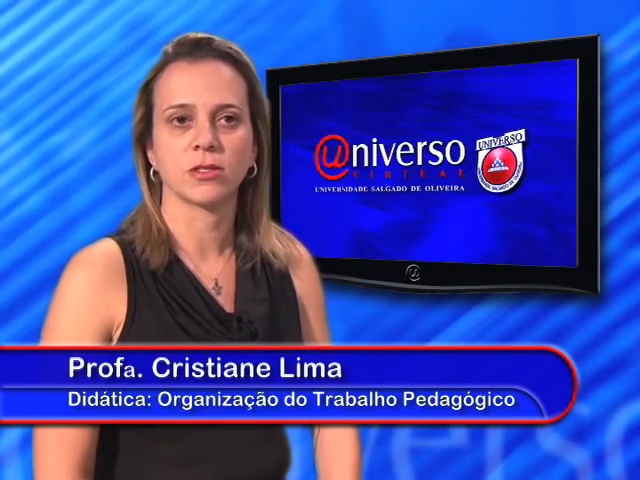 @niverso
VIRTUAL
UNIVERSIDADE SALGADO DE OLIVEIRA
UNIVERSO
Profa. Cristiane Lima
Didática: Organização do Trabalho Pedagógico